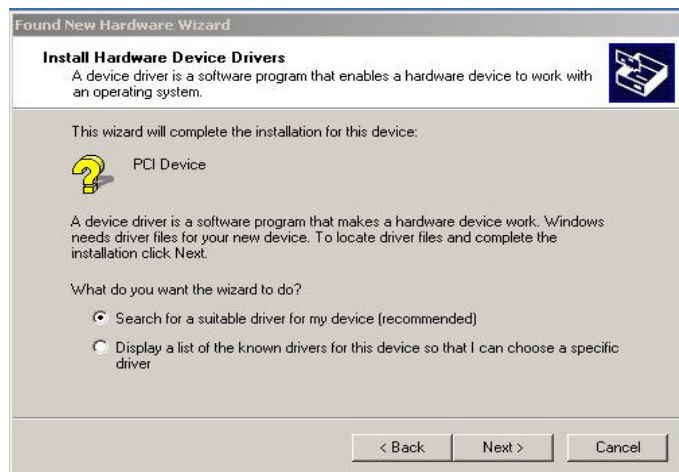 Found New Hardware Wizard
Install Hardware Device Drivers
A device driver is a software program that enables a hardware device to work with
an operating system.
This wizard will complete the installation for this device:
PCI Device
A device driver is a software program that makes a hardware device work. Windows
needs driver files for your new device. To locate driver files and complete the
installation click Next.
What do you want the wizard to do?
Search for a suitable driver for my device (recommended)
Display a list of the known drivers for this device so that I can choose a specific
driver
< Back
Next >
Cancel